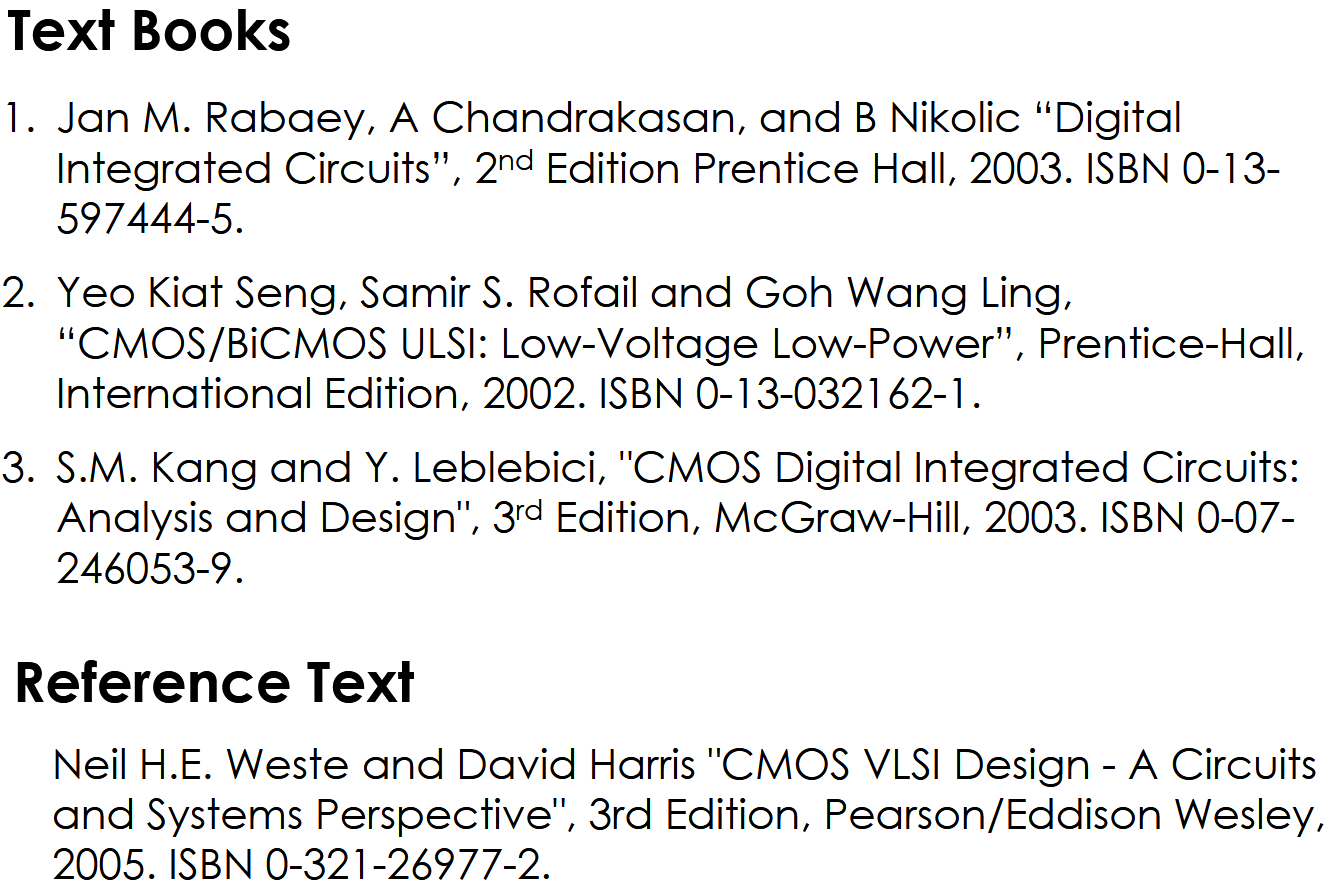 Text Books
1. Jan M. Rabaey, A Chandrakasan, and B Nikolic “Digital
Integrated Circuits”, 2nd Edition Prentice Hall, 2003. ISBN 0-13-
597444-5.
2. Yeo Kiat Seng, Samir S. Rofail and Goh Wang Ling,
“CMOS/BiCMOS ULSI: Low-Voltage Low-Power”, Prentice-Hall,
International Edition, 2002. ISBN 0-13-032162-1.
3. S.M. Kang and Y. Leblebici, "CMOS Digital Integrated Circuits:
Analysis and Design", 3rd Edition, McGraw-Hill, 2003. ISBN 0-07-
246053-9.
Reference Text
Neil H.E. Weste and David Harris "CMOS VLSI Design - A Circuits
and Systems Perspective", 3rd Edition, Pearson/Eddison Wesley,
2005. ISBN 0-321-26977-2.